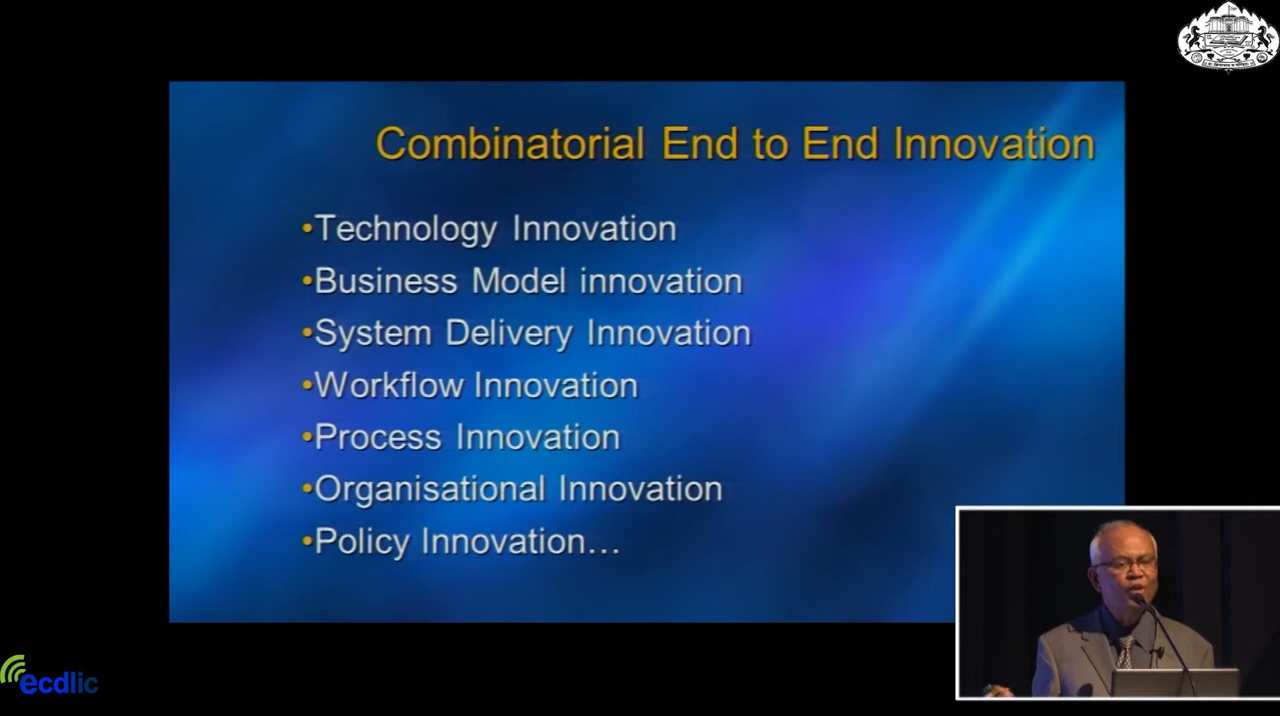 Combinatorial End to End Innovation
•Technology Innovation
•Business Model innovation
•System Delivery Innovation
•Workflow Innovation
•Process Innovation
•Organisational Innovation
•Policy Innovation…
ecdlic